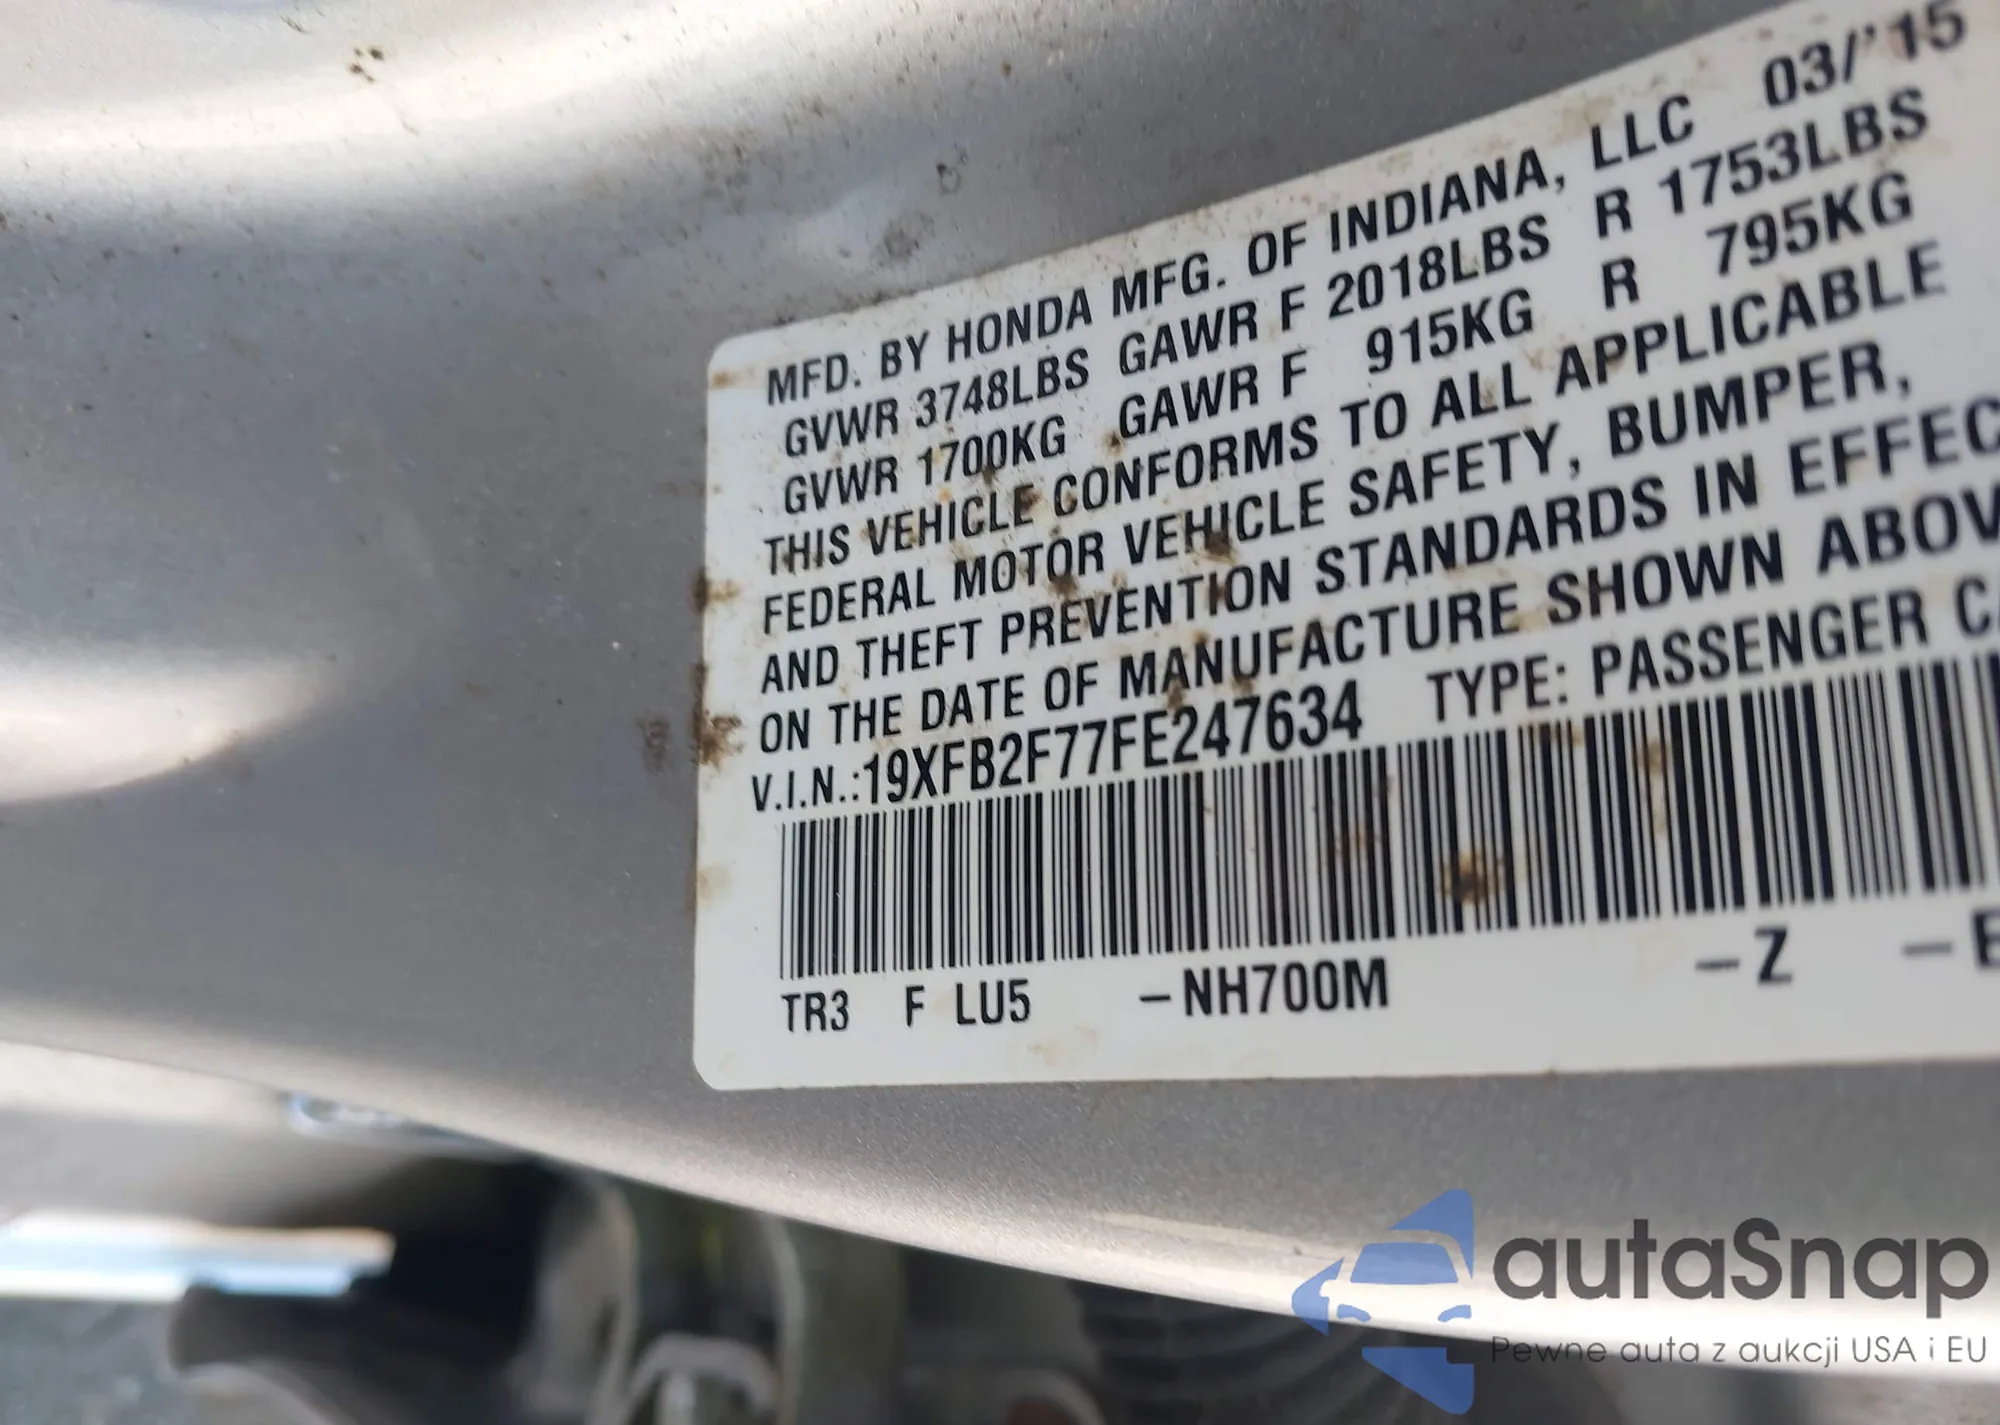 MFD. BY HONDA MFG. OF INDIANA, LLC 03/'15
GVWR 3748LBS GAWR F 2018LBS R 1753LBS
GVWR 1700KG GAWR F 915KG R 795KG
THIS VEHICLE CONFORMS TO ALL APPLICABLE
FEDERAL MOTOR VEHICLE SAFETY, BUMPER,
AND THEFT PREVENTION STANDARDS IN EFFEC
ON THE DATE OF MANUFACTURE SHOWN ABOV
V.I.N.:19XFB2F77FE247634 TYPE: PASSENGER CA
TR3 F LU5 –NH700M –Z –E
autaSnap
Pewne auta z aukcji USA i EU